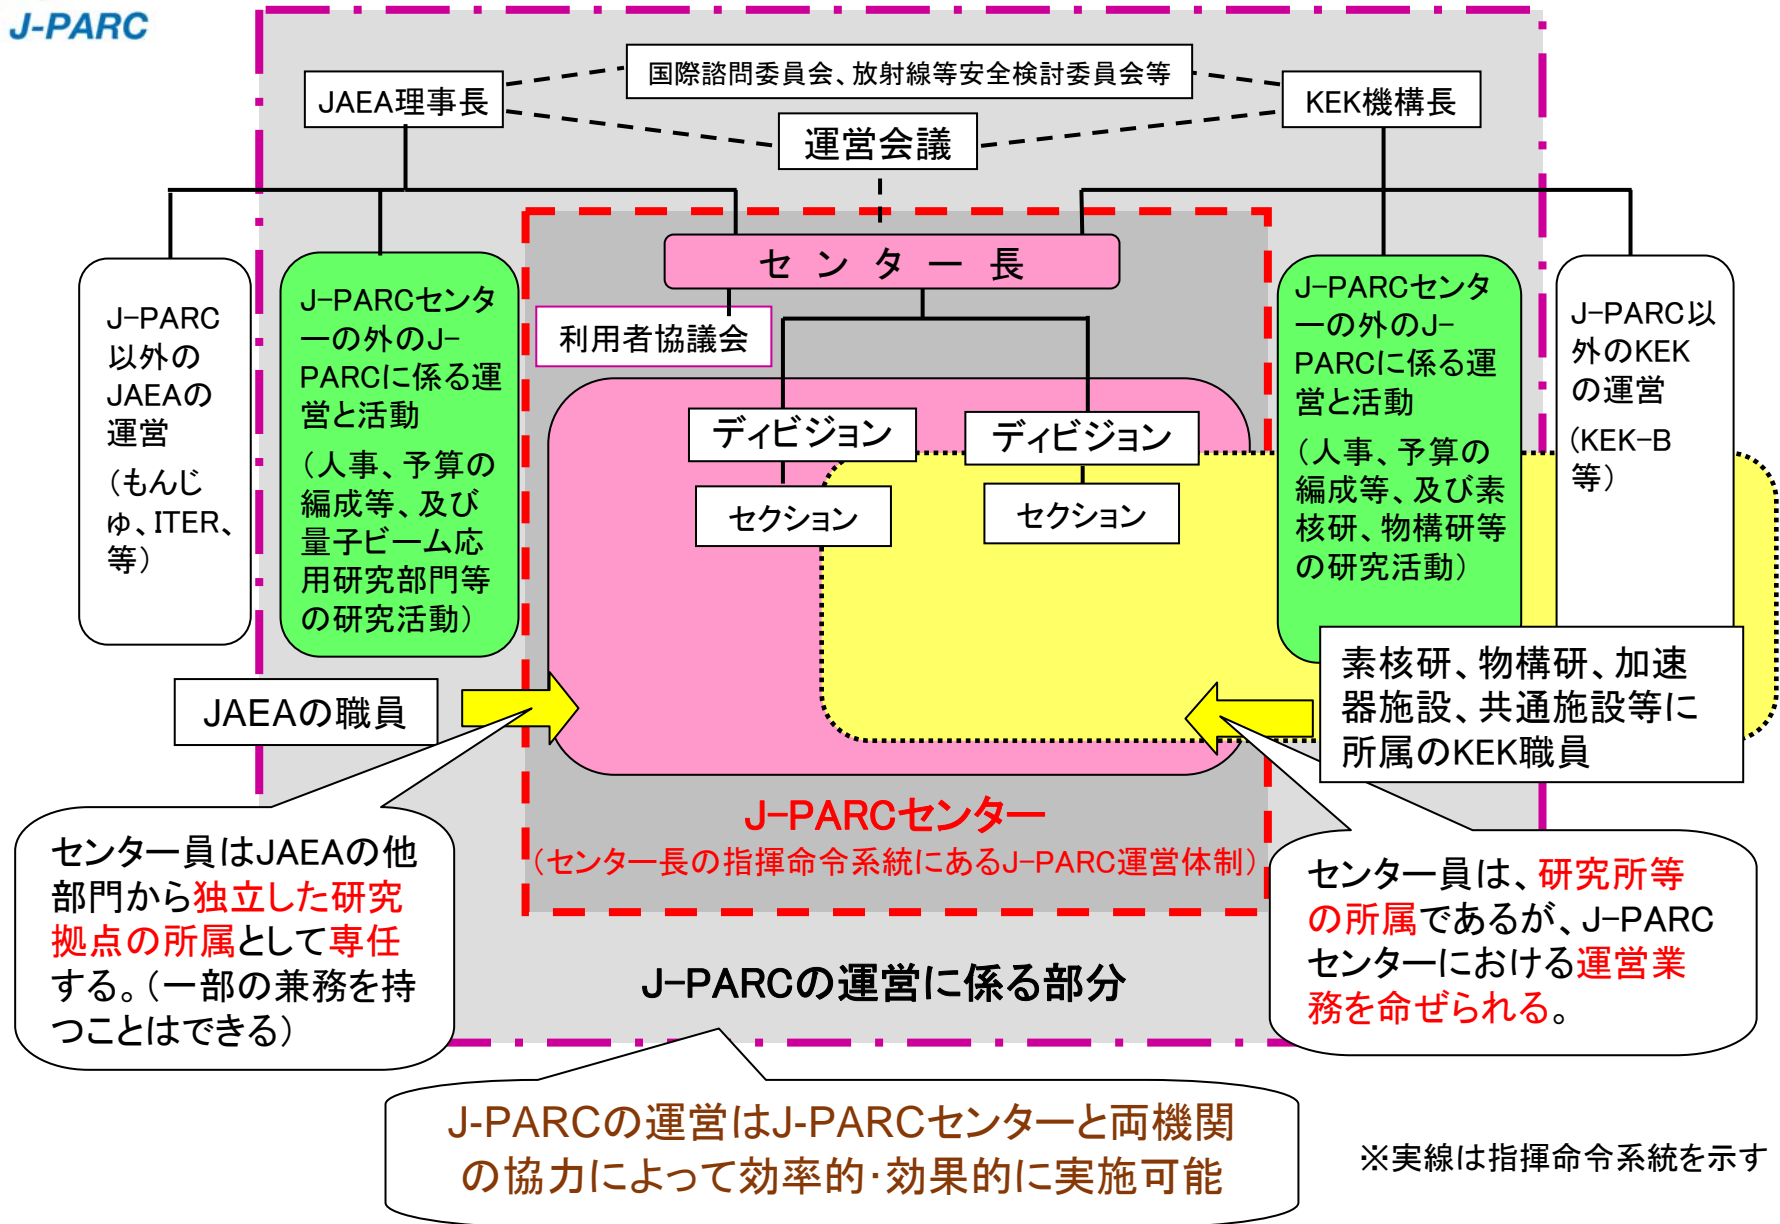 J-PARC
国際諮問委員会、放射線等安全検討委員会等
JAEA理事長
KEK機構長
運営会議
センター長
利用者協議会
J-PARC
以外の
JAEAの
運営
(もんじ
ゅ、ITER、
等)
J-PARCセンタ
ーの外のJ-
PARCに係る運
営と活動
(人事、予算の
編成等、及び
量子ビーム応
用研究部門等
の研究活動)
ディビジョン
セクション
ディビジョン
セクション
J-PARCセンタ
ーの外のJ-
PARCに係る運
営と活動
(人事、予算の
編成等、及び素
核研、物構研等
の研究活動)
J-PARC以
外のKEK
の運営
(KEK-B
等)
JAEAの職員
素核研、物構研、加速
器施設、共通施設等に
所属のKEK職員
J-PARCセンター
(センター長の指揮命令系統にあるJ-PARC運営体制)
センター員はJAEAの他
部門から独立した研究
拠点の所属として専任
する。(一部の兼務を持
つことはできる)
センター員は、研究所等
の所属であるが、J-PARC
センターにおける運営業
務を命ぜられる。
J-PARCの運営に係る部分
J-PARCの運営はJ-PARCセンターと両機関
の協力によって効率的·効果的に実施可能
※実線は指揮命令系統を示す